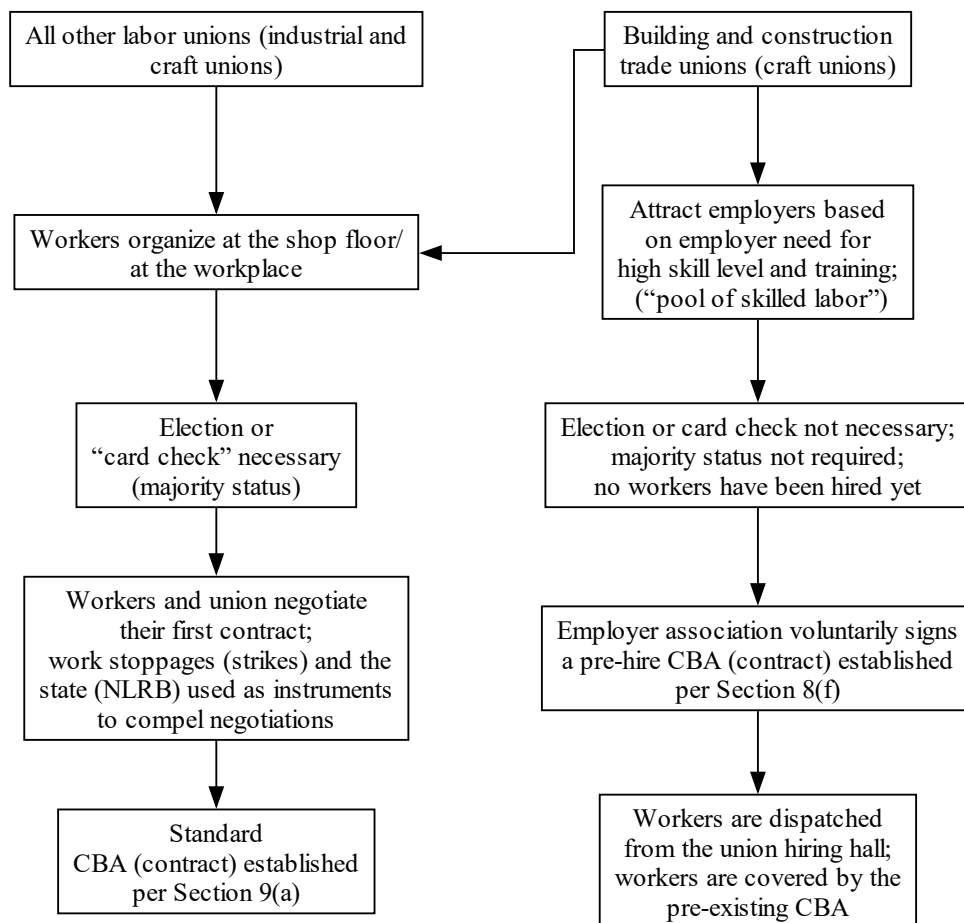 All other labor unions (industrial and
craft unions)
Workers organize at the shop floor/
at the workplace
Election or
“card check” necessary
(majority status)
Workers and union negotiate
their first contract;
work stoppages (strikes) and the
state (NLRB) used as instruments
to compel negotiations
Standard
CBA (contract) established
per Section 9(a)
Building and construction
trade unions (craft unions)
Attract employers based
on employer need for
high skill level and training;
(“pool of skilled labor”)
Election or card check not necessary;
majority status not required;
no workers have been hired yet
Employer association voluntarily signs
a pre-hire CBA (contract) established
per Section 8(f)
Workers are dispatched
from the union hiring hall;
workers are covered by the
pre-existing CBA